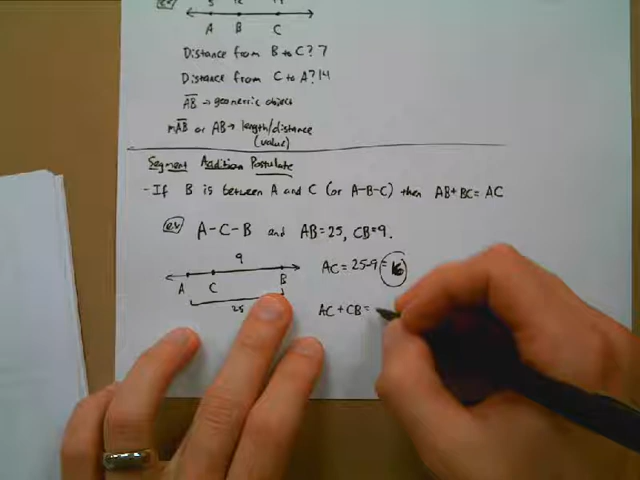 A B C
Distance from B to C? 7
Distance from C to A? 14
AB → geometric object
mAB or AB → length/distance
(value)
Segment Addition Postulate
- If B is between A and C (or A-B-C) then AB+BC=AC
ex A-C-B and AB=25, CB=9.
9
A C B
25
AC = 25-9 = 16
AC + CB =